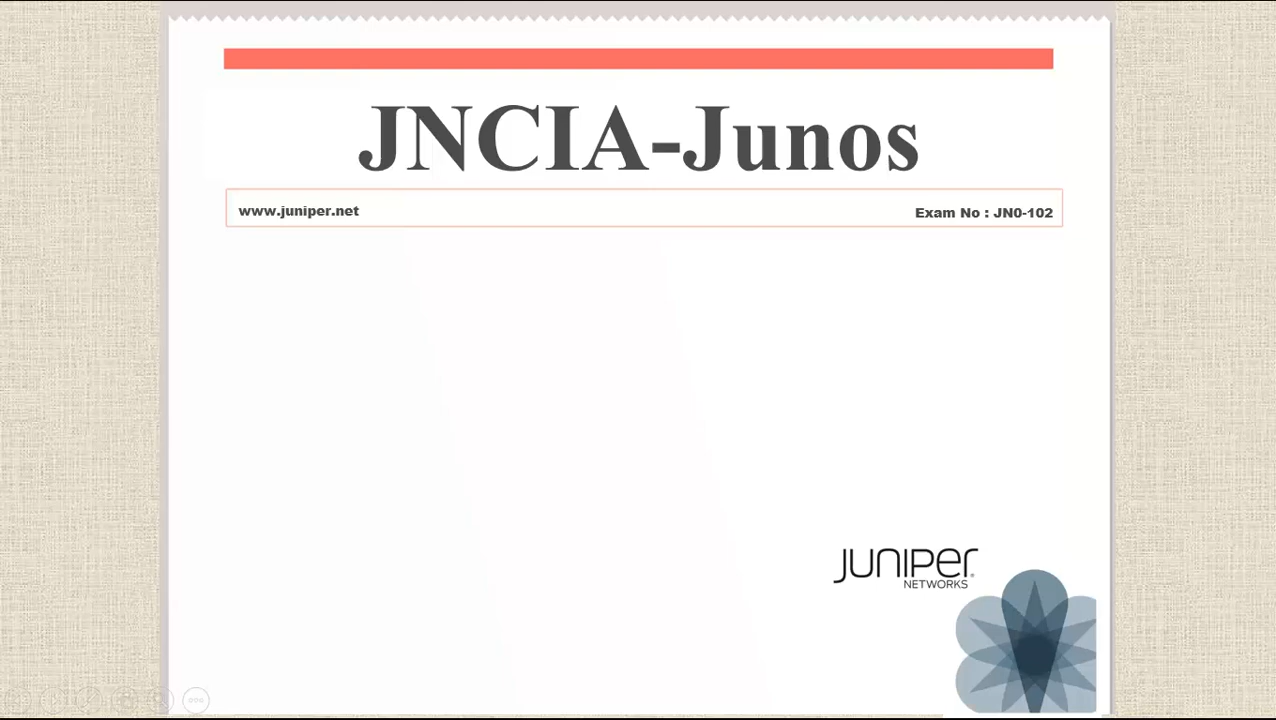 JNCIA-Junos
www.juniper.net
Exam No : JN0-102
JUNIPEr
NETWORKS